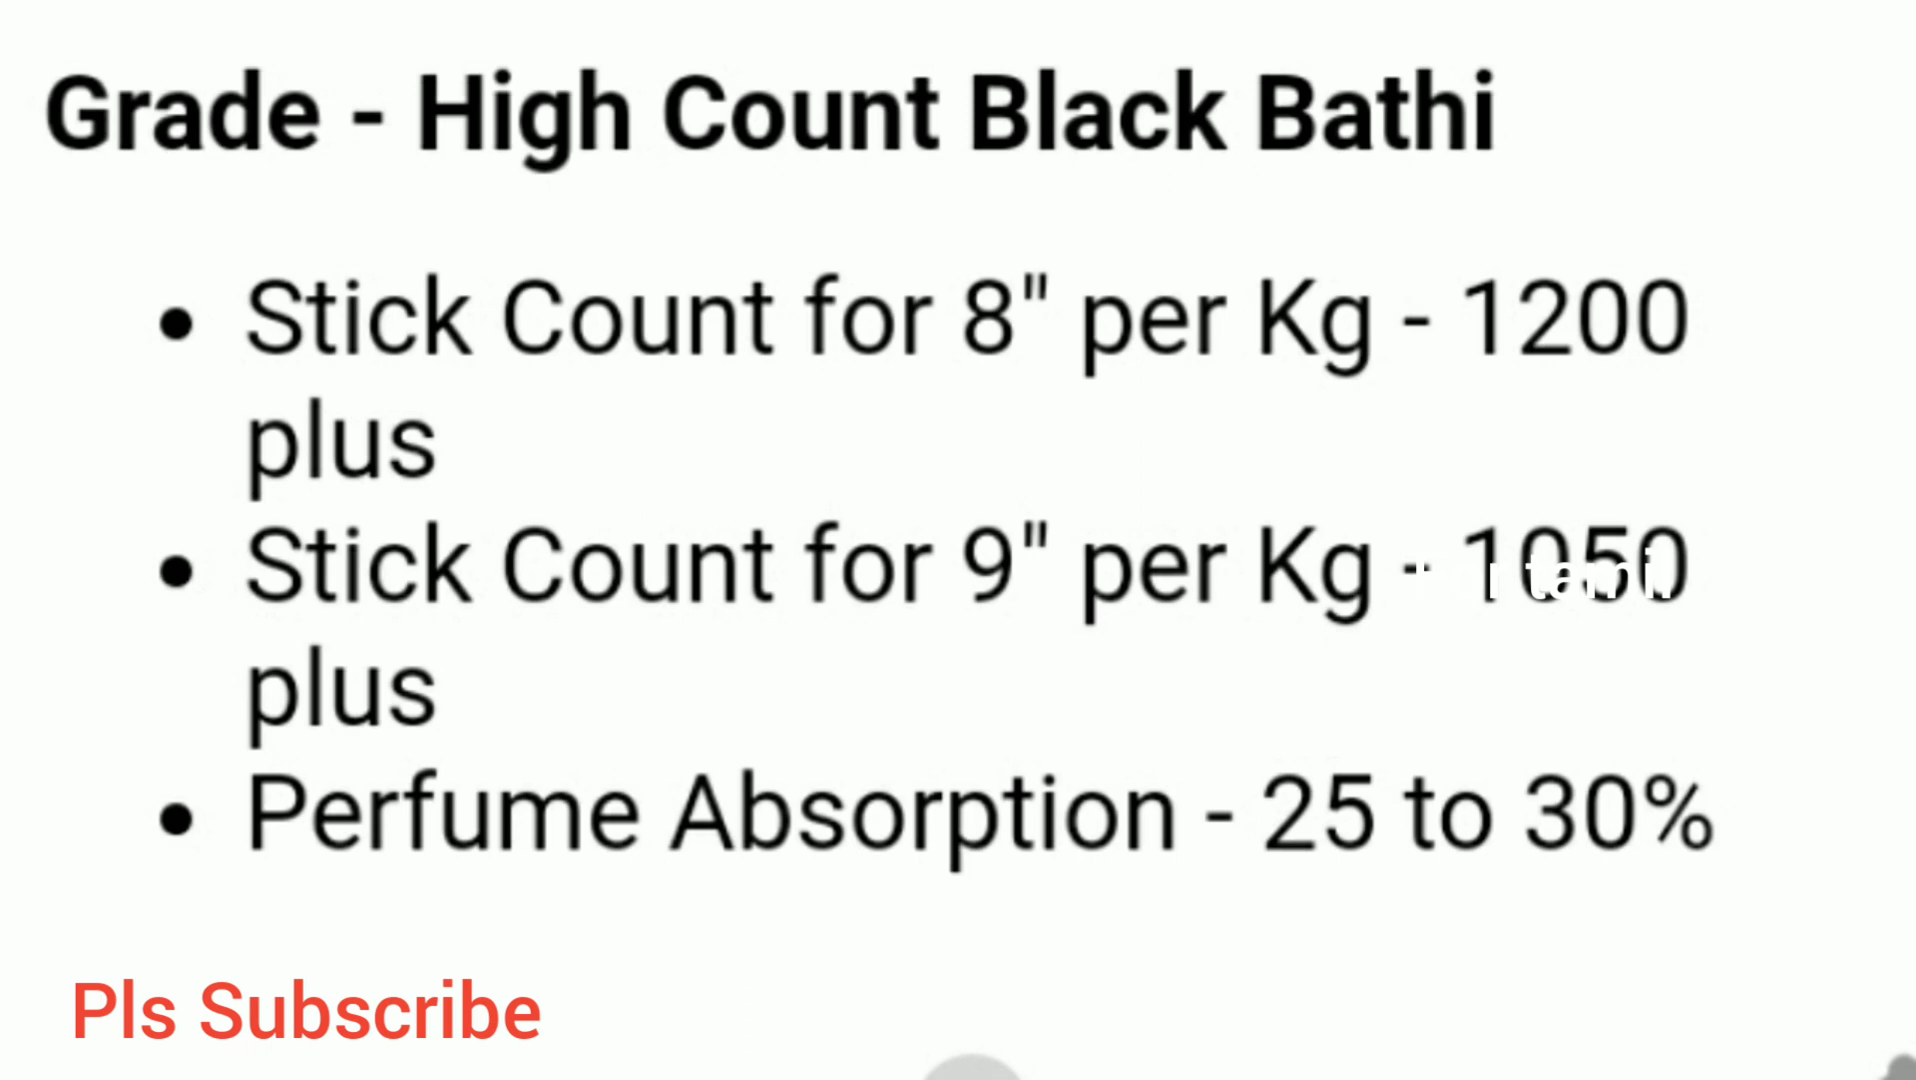 Grade - High Count Black Bathi
• Stick Count for 8" per Kg - 1200
plus
• Stick Count for 9" per Kg - 1050
plus
• Perfume Absorption - 25 to 30%
Pls Subscribe